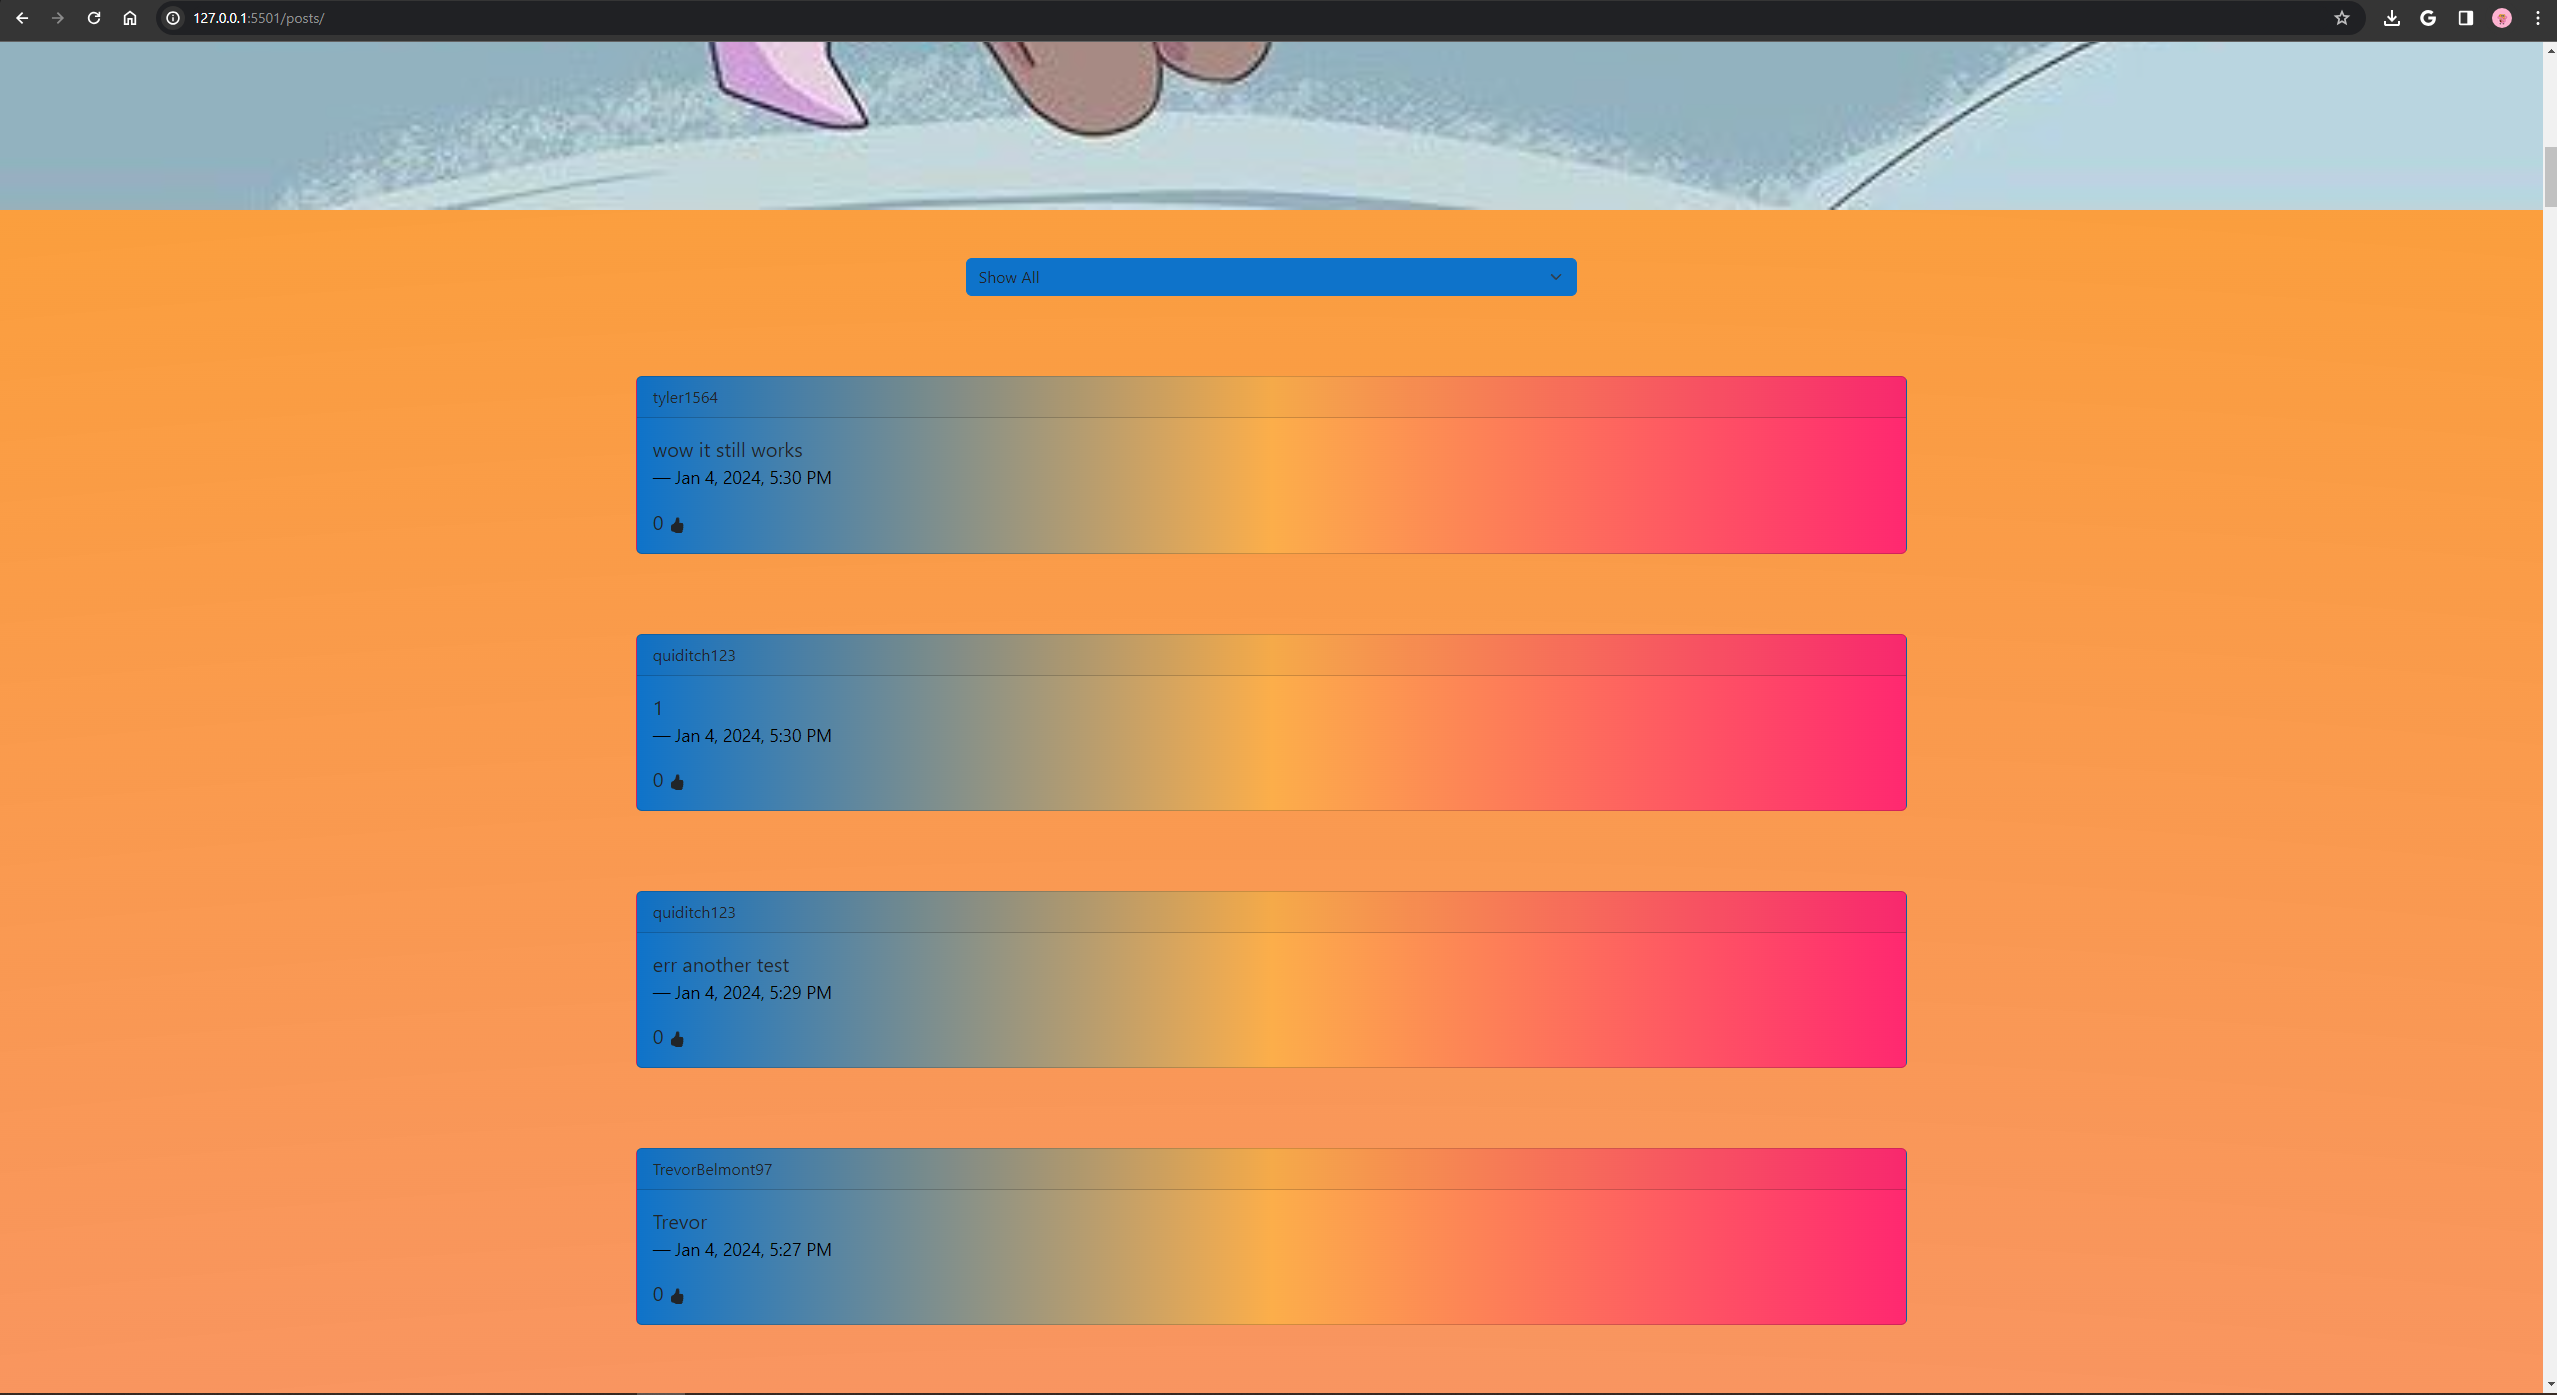 127.0.0.1:5501/posts/
Show All
tyler1564
wow it still works
— Jan 4, 2024, 5:30 PM
0
quiditch123
1
— Jan 4, 2024, 5:30 PM
0
quiditch123
err another test
— Jan 4, 2024, 5:29 PM
0
TrevorBelmont97
Trevor
— Jan 4, 2024, 5:27 PM
0